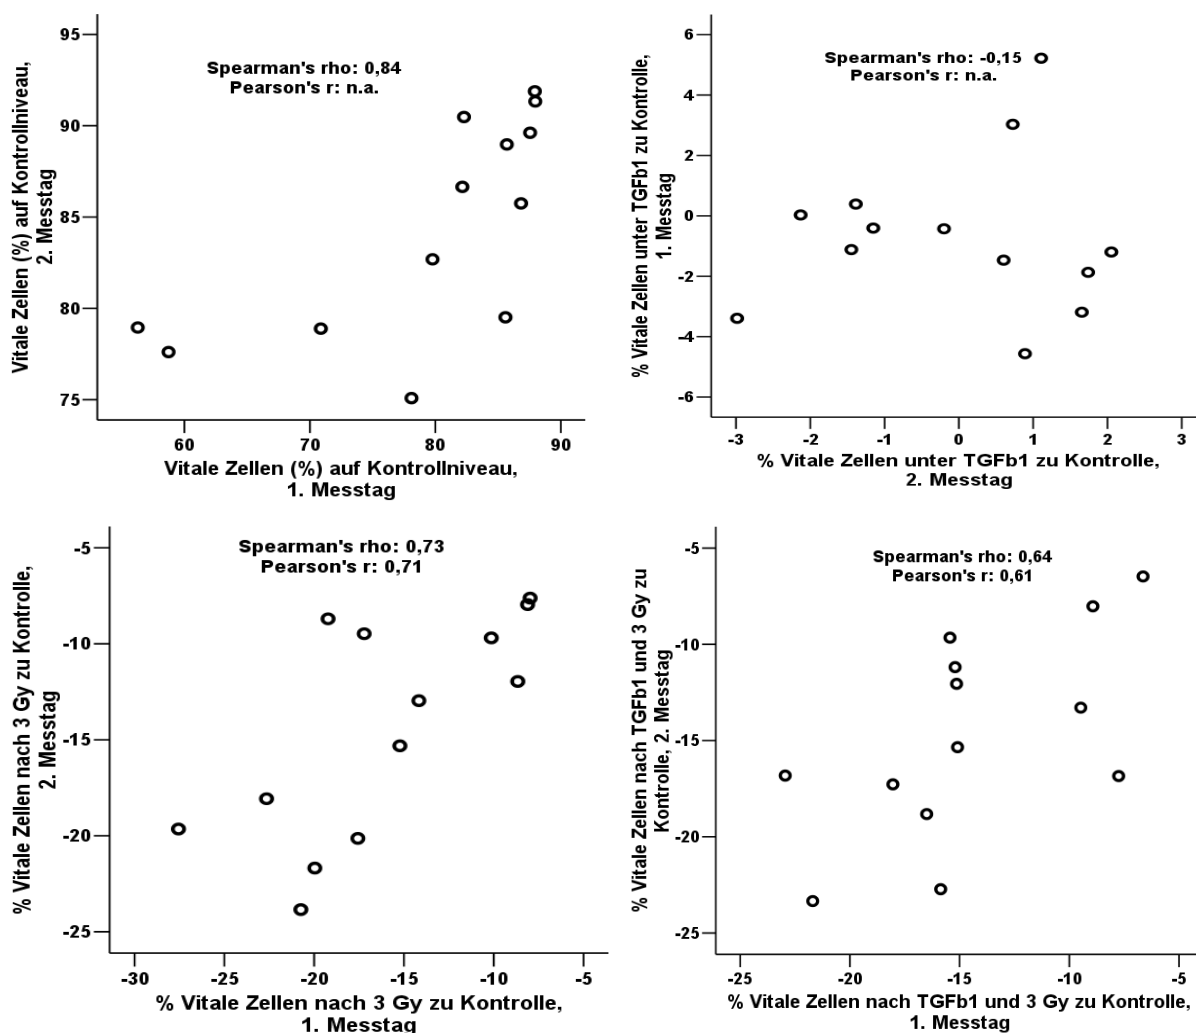 Vitale Zellen (%) auf Kontrollniveau,
2. Messtag
95
90
85
80
75
Spearman's rho: 0,84
Pearson's r: n.a.
60 70 80 90
Vitale Zellen (%) auf Kontrollniveau,
1. Messtag
% Vitale Zellen unter TGFb1 zu Kontrolle,
1. Messtag
6
4
2
0
-2
-4
-6
Spearman's rho: -0,15
Pearson's r: n.a.
-3 -2 -1 0 1 2 3
% Vitale Zellen unter TGFb1 zu Kontrolle,
2. Messtag
% Vitale Zellen nach 3 Gy zu Kontrolle,
2. Messtag
-5
-10
-15
-20
-25
Spearman's rho: 0,73
Pearson's r: 0,71
-30 -25 -20 -15 -10 -5
% Vitale Zellen nach 3 Gy zu Kontrolle,
1. Messtag
% Vitale Zellen nach TGFb1 und 3 Gy zu
Kontrolle, 2. Messtag
-5
-10
-15
-20
-25
Spearman's rho: 0,64
Pearson's r: 0,61
-25 -20 -15 -10 -5
% Vitale Zellen nach TGFb1 und 3 Gy zu Kontrolle,
1. Messtag